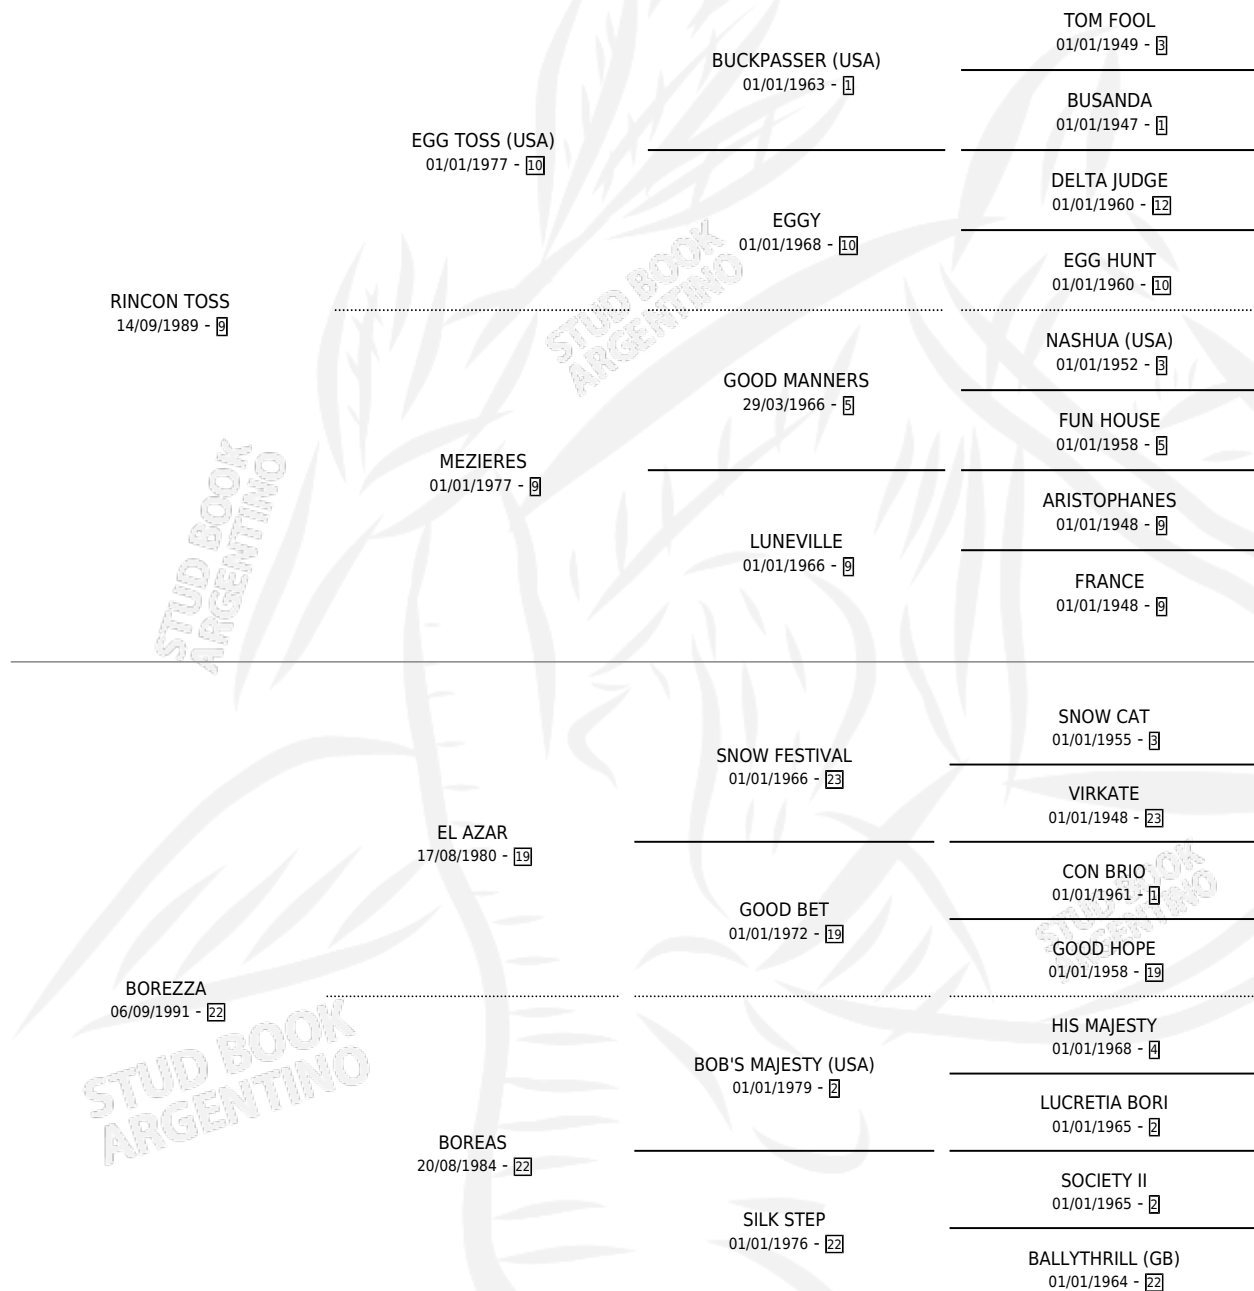 TOM FOOL
01/01/1949 - 3
BUCKPASSER (USA)
01/01/1963 - 1
BUSANDA
01/01/1947 - 1
EGG TOSS (USA)
01/01/1977 - 10
DELTA JUDGE
01/01/1960 - 12
EGGY
01/01/1968 - 10
EGG HUNT
01/01/1960 - 10
RINCON TOSS
14/09/1989 - 9
STUD BOOK
ARGENTINO
NASHUA (USA)
01/01/1952 - 3
GOOD MANNERS
29/03/1966 - 5
FUN HOUSE
01/01/1958 - 5
MEZIERES
01/01/1977 - 9
ARISTOPHANES
01/01/1948 - 9
LUNEVILLE
01/01/1966 - 9
FRANCE
01/01/1948 - 9
STUD BOOK
ARGENTINO
SNOW CAT
01/01/1955 - 3
SNOW FESTIVAL
01/01/1966 - 23
VIRKATE
01/01/1948 - 23
EL AZAR
17/08/1980 - 19
CON BRIO
01/01/1961 - 1
GOOD BET
01/01/1972 - 19
STUD BOOK
ARGENTINO
GOOD HOPE
01/01/1958 - 19
BOREZZA
06/09/1991 - 22
STUD BOOK
ARGENTINO
HIS MAJESTY
01/01/1968 - 4
BOB'S MAJESTY (USA)
01/01/1979 - 2
LUCRETIA BORI
01/01/1965 - 2
BOREAS
20/08/1984 - 22
SOCIETY II
01/01/1965 - 2
SILK STEP
01/01/1976 - 22
BALLYTHRILL (GB)
01/01/1964 - 22